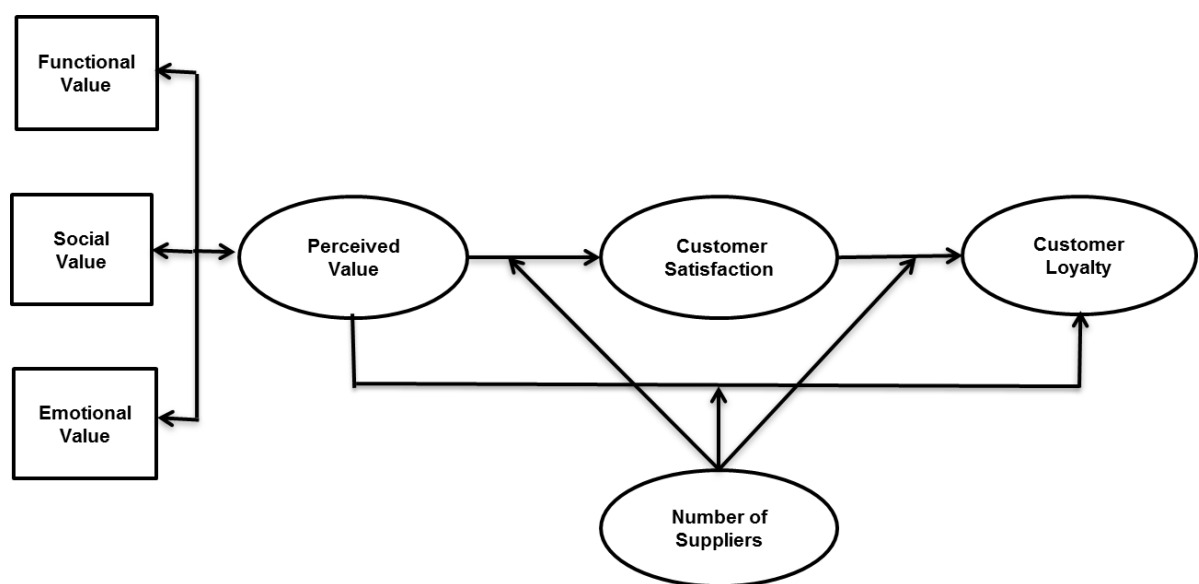 Functional
Value
Social
Value
Emotional
Value
Perceived
Value
Customer
Satisfaction
Customer
Loyalty
Number of
Suppliers